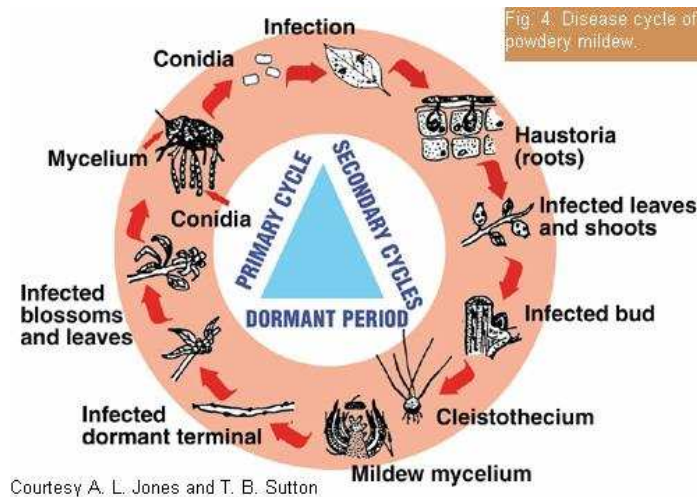 Fig. 4. Disease cycle of
powdery mildew.
Infection
Conidia
Mycelium
Conidia
Haustoria
(roots)
Infected leaves
and shoots
Infected bud
Cleistothecium
Mildew mycelium
Infected
dormant terminal
Infected
blossoms
and leaves
PRIMARY CYCLE
SECONDARY CYCLES
DORMANT PERIOD
Courtesy A. L. Jones and T. B. Sutton